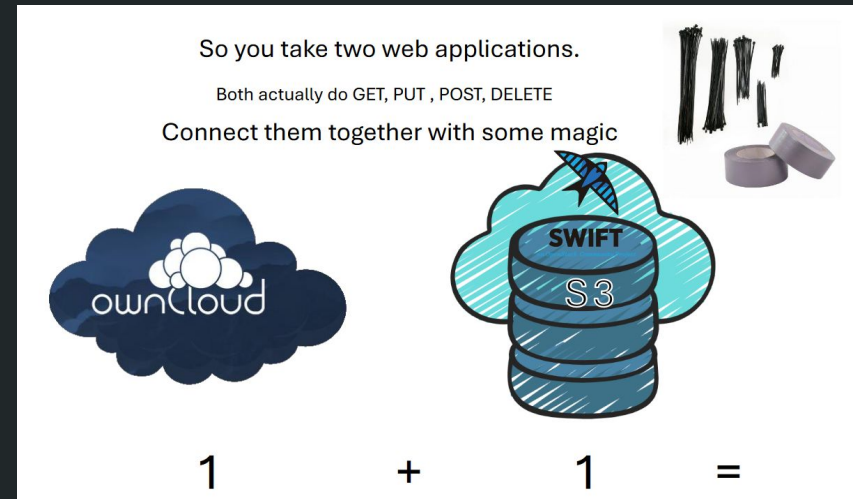 So you take two web applications.
Both actually do GET, PUT , POST, DELETE
Connect them together with some magic
SWIFT
ownCloud
S3
1 + 1 =